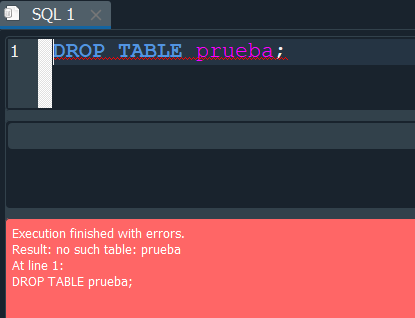 SQL 1
1 DROP TABLE prueba;
Execution finished with errors.
Result: no such table: prueba
At line 1:
DROP TABLE prueba;